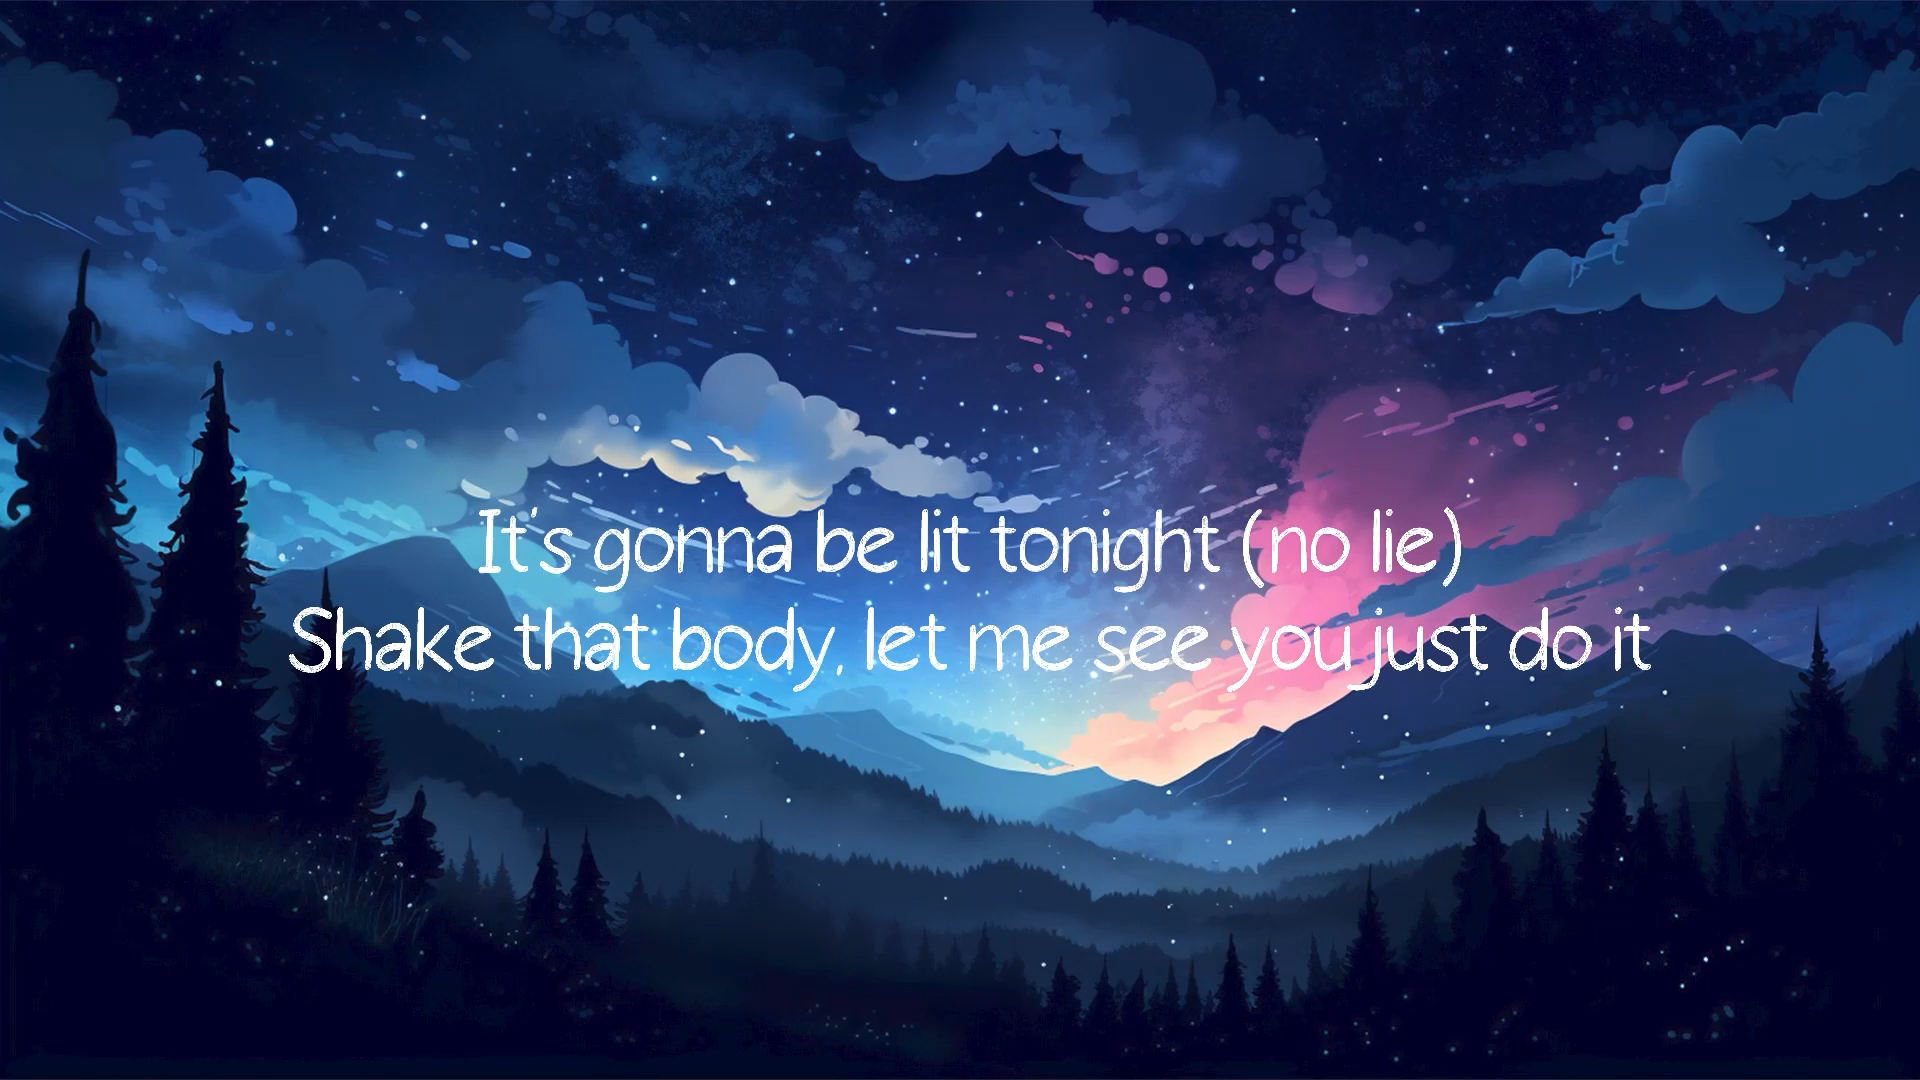 It's gonna be lit tonight (no lie)
Shake that body, let me see you just do it